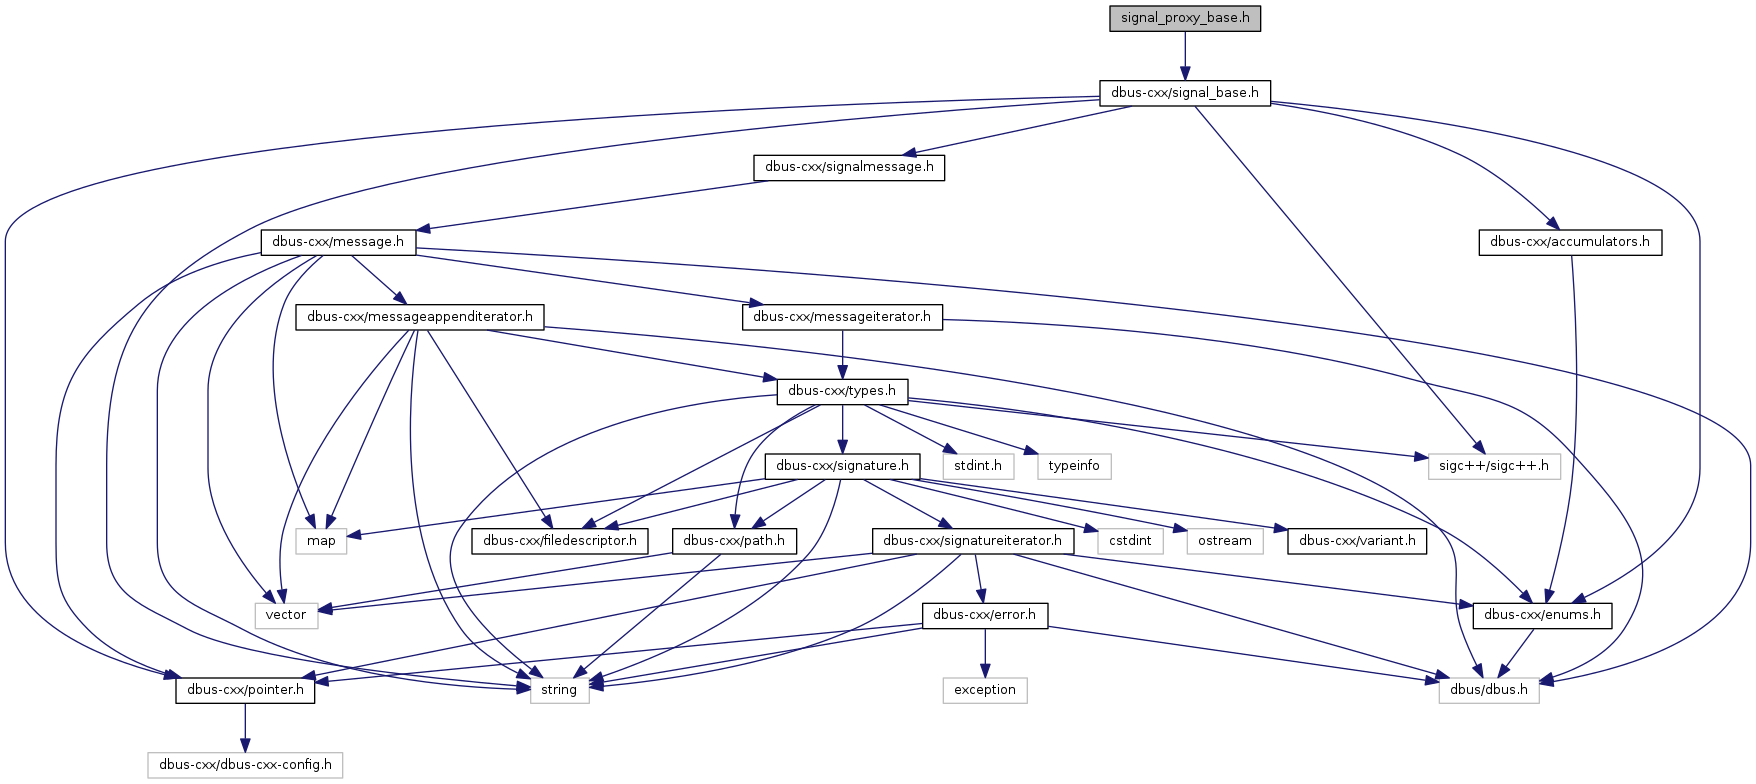 signal_proxy_base.h
dbus-cxx/signal_base.h
dbus-cxx/signalmessage.h
dbus-cxx/message.h
dbus-cxx/accumulators.h
dbus-cxx/messageappenditerator.h
dbus-cxx/messageiterator.h
dbus-cxx/types.h
dbus-cxx/signature.h
stdint.h
typeinfo
sigc++/sigc++.h
map
dbus-cxx/filedescriptor.h
dbus-cxx/path.h
dbus-cxx/signatureiterator.h
cstdint
ostream
dbus-cxx/variant.h
vector
dbus-cxx/error.h
dbus-cxx/enums.h
dbus-cxx/pointer.h
string
exception
dbus/dbus.h
dbus-cxx/dbus-cxx-config.h